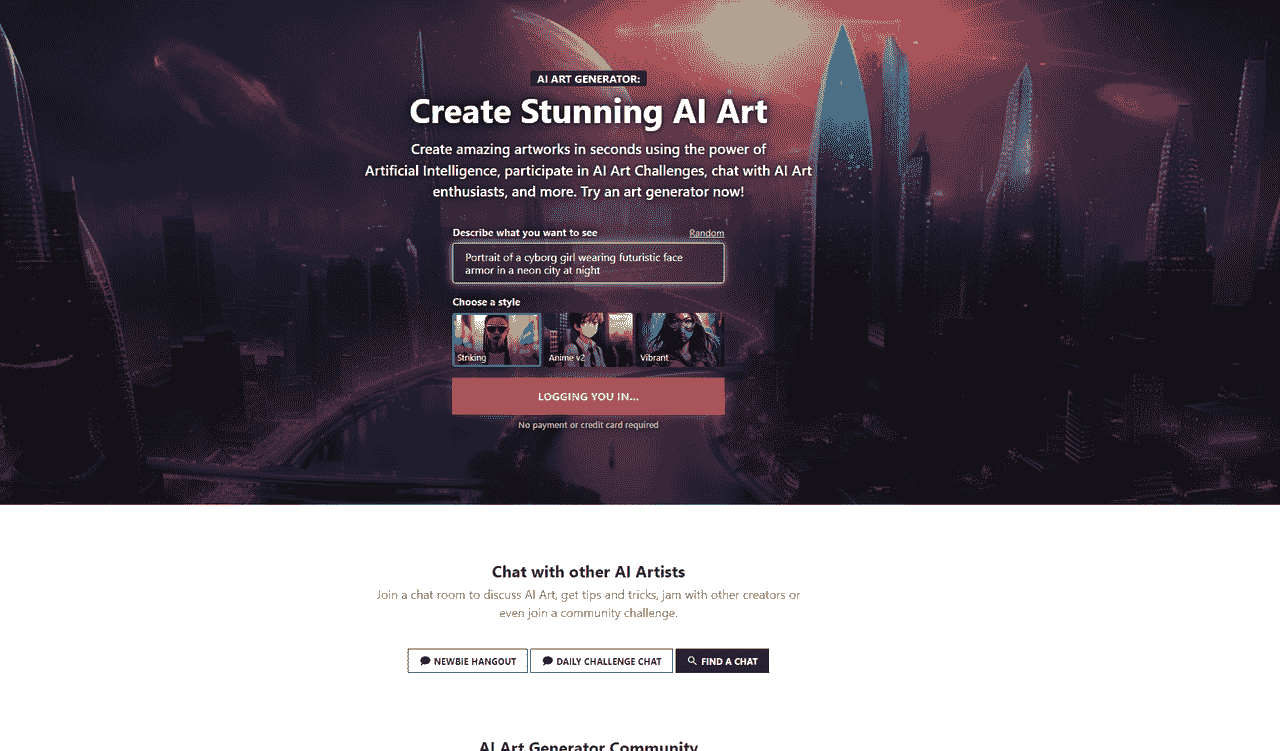 AI ART GENERATOR:
Create Stunning AI Art
Create amazing artworks in seconds using the power of
Artificial Intelligence, participate in AI Art Challenges, chat with AI Art
enthusiasts, and more. Try an art generator now!
Describe what you want to see
Random
Portrait of a cyborg girl wearing futuristic face
armor in a neon city at night
Choose a style
Striking
Anime v2
Vibrant
LOGGING YOU IN...
No payment or credit card required
Chat with other AI Artists
Join a chat room to discuss AI Art, get tips and tricks, jam with other creators or
even join a community challenge.
NEWBIE HANGOUT
DAILY CHALLENGE CHAT
FIND A CHAT
AI Art Generator Community